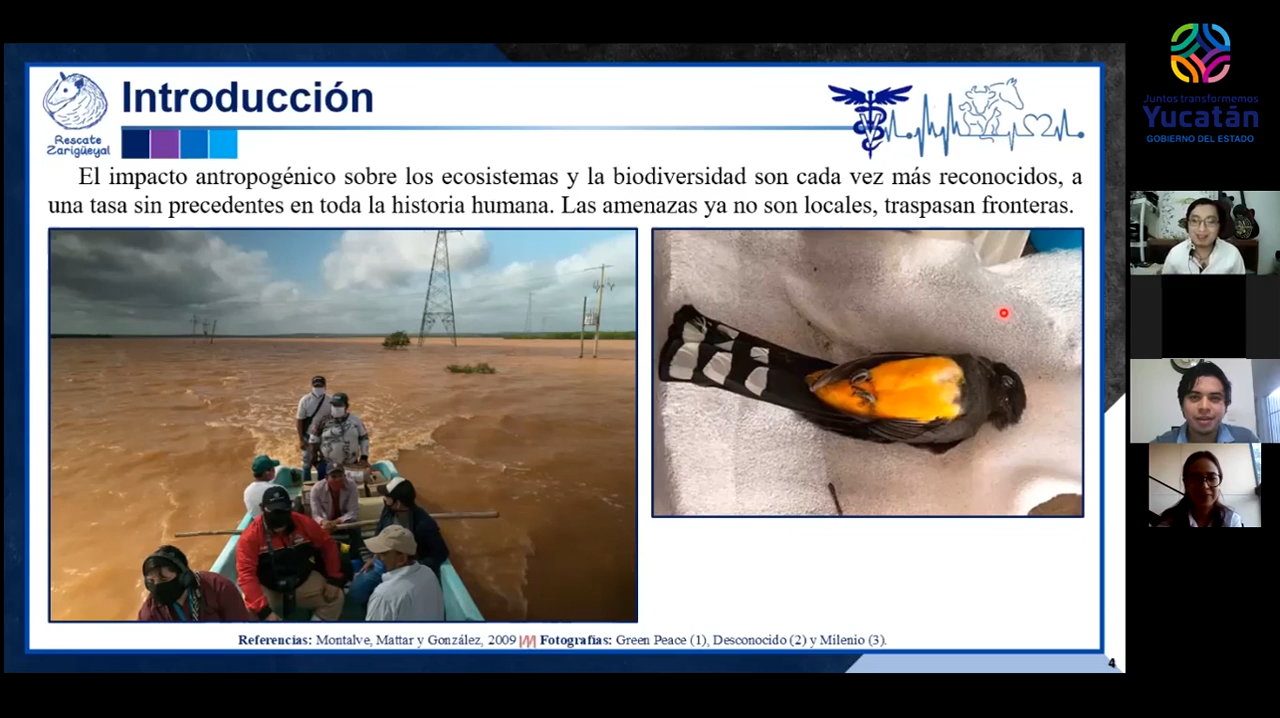 Introducción
Rescate
Zarigüeyal
El impacto antropogénico sobre los ecosistemas y la biodiversidad son cada vez más reconocidos, a
una tasa sin precedentes en toda la historia humana. Las amenazas ya no son locales, traspasan fronteras.
Referencias: Montalve, Mattar y González, 2009 Fotografías: Green Peace (1), Desconocido (2) y Milenio (3).
4
Juntos transformemos
Yucatán
GOBIERNO DEL ESTADO